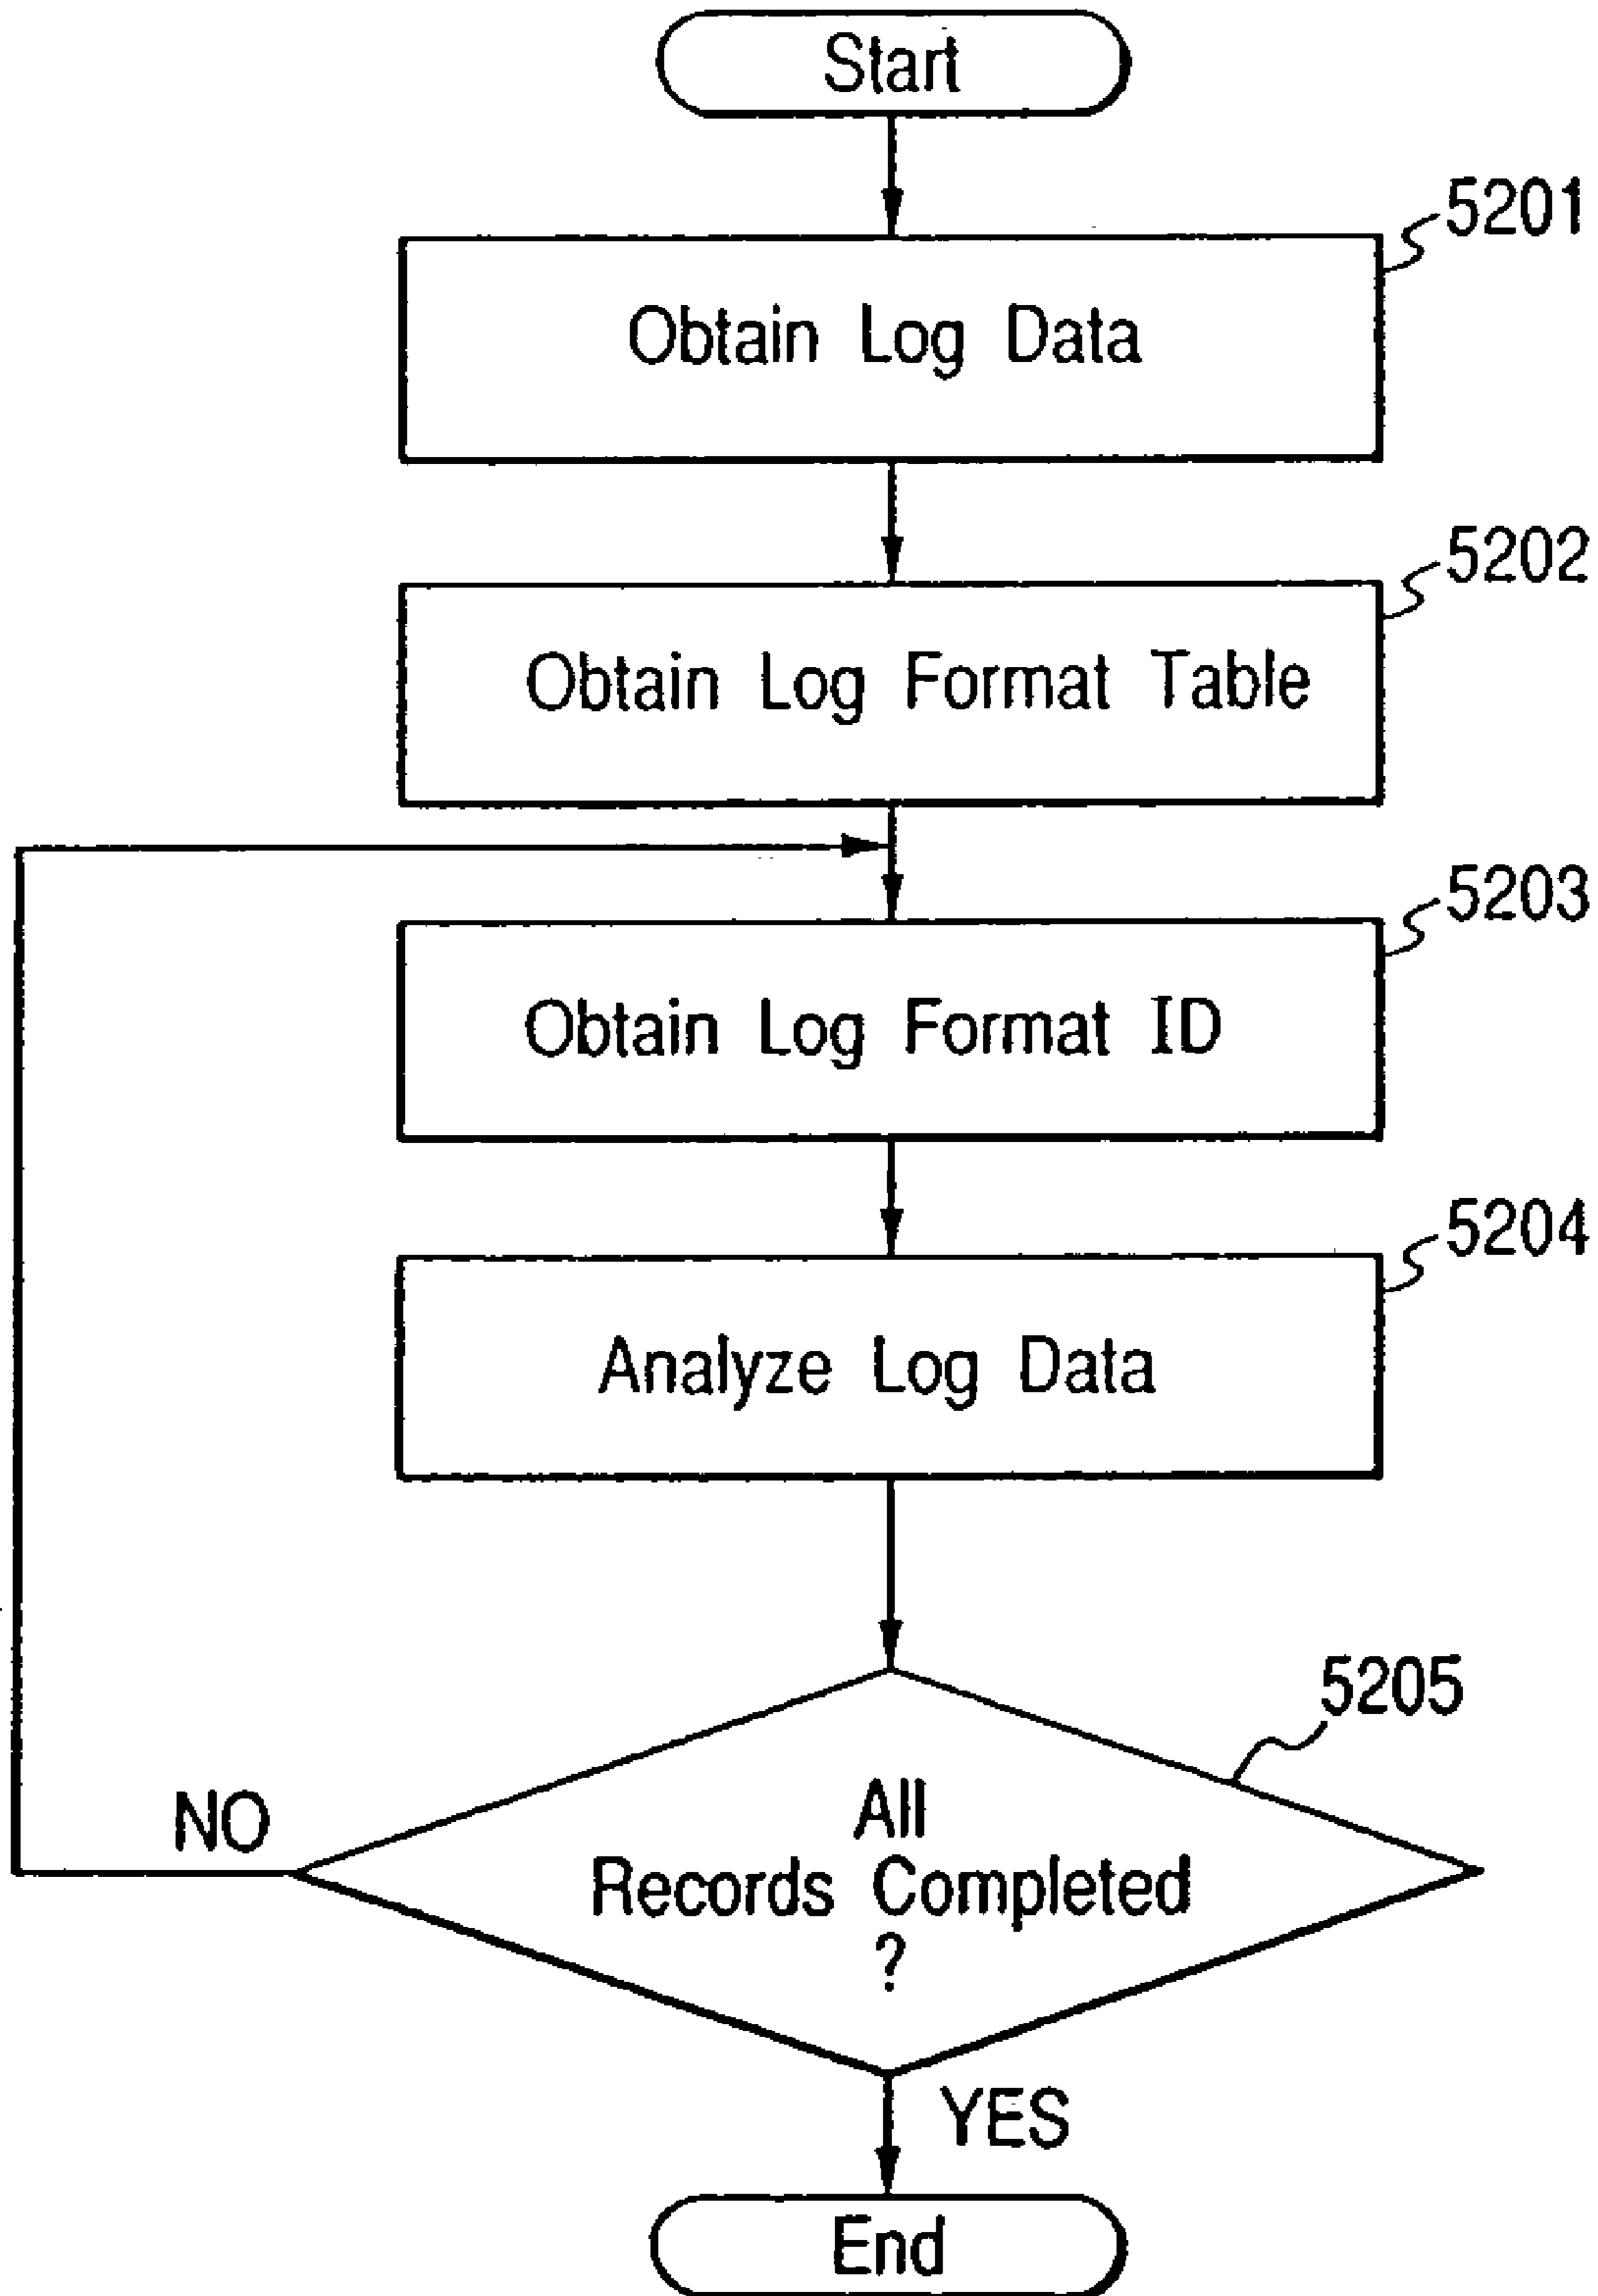 Start
5201
Obtain Log Data
5202
Obtain Log Format Table
5203
Obtain Log Format ID
5204
Analyze Log Data
5205
NO
All
Records Completed
?
YES
End